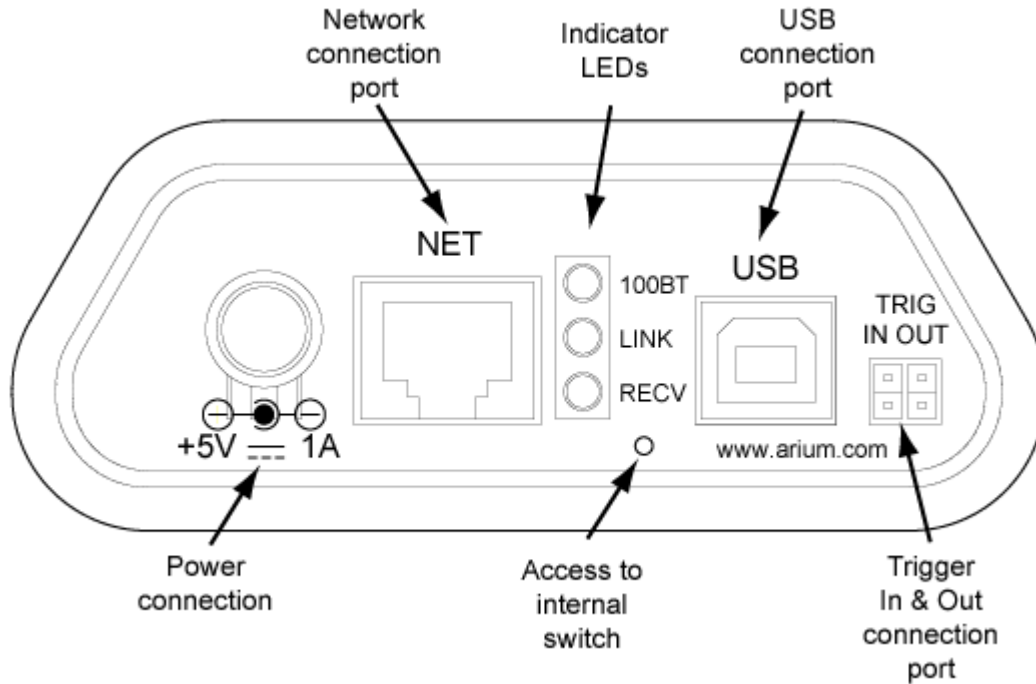 Network
connection
port
Indicator
LEDs
USB
connection
port
NET
100BT
LINK
RECV
USB
TRIG
IN OUT
+5V 1A
www.arium.com
Power
connection
Access to
internal
switch
Trigger
In & Out
connection
port